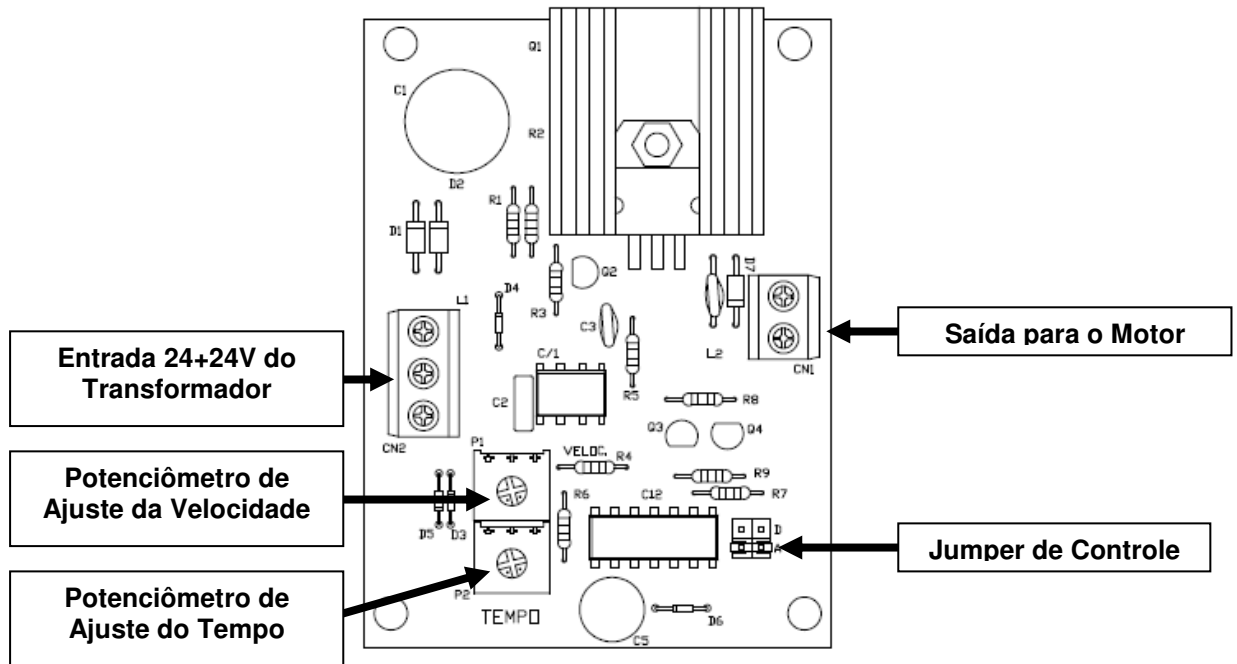 Q1
C1
R2
D2
R1
D1
Q2
D7
D4
L1
R3
C3
Entrada 24+24V do
Transformador
Saída para o Motor
C/1
L2
CN1
R5
C2
R8
Q3
Q4
CN2
P1
VELOC.
R4
Potenciômetro de
Ajuste da Velocidade
R9
R6
C12
R7
D5
D3
D
A
Jumper de Controle
Potenciômetro de
Ajuste do Tempo
P2
TEMPO
D6
C5